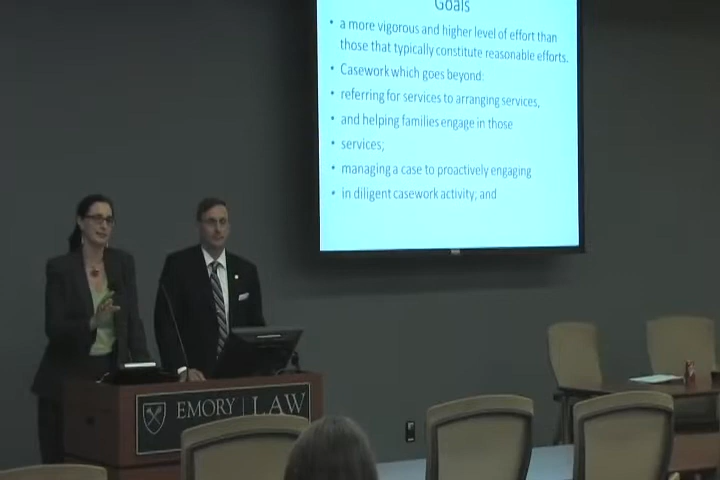 Goals
• a more vigorous and higher level of effort than
those that typically constitute reasonable efforts.
• Casework which goes beyond:
• referring for services to arranging services,
• and helping families engage in those
• services;
• managing a case to proactively engaging
• in diligent casework activity; and
EMORY | LAW